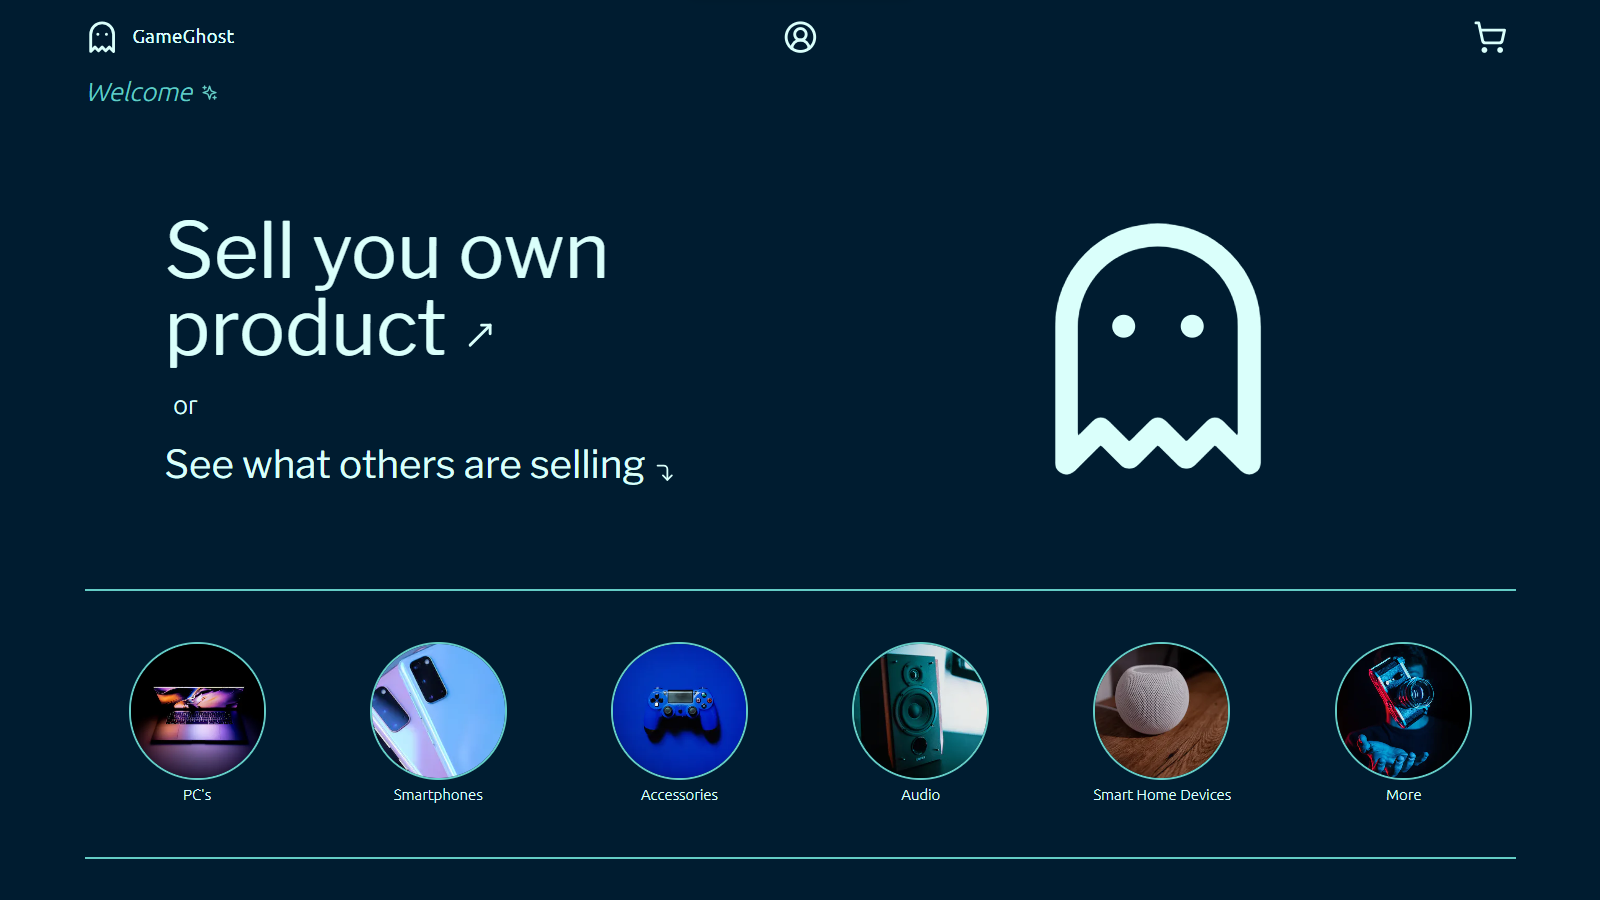 GameGhost
Welcome
Sell you own
product
or
See what others are selling
PC's
Smartphones
Accessories
Audio
Smart Home Devices
More